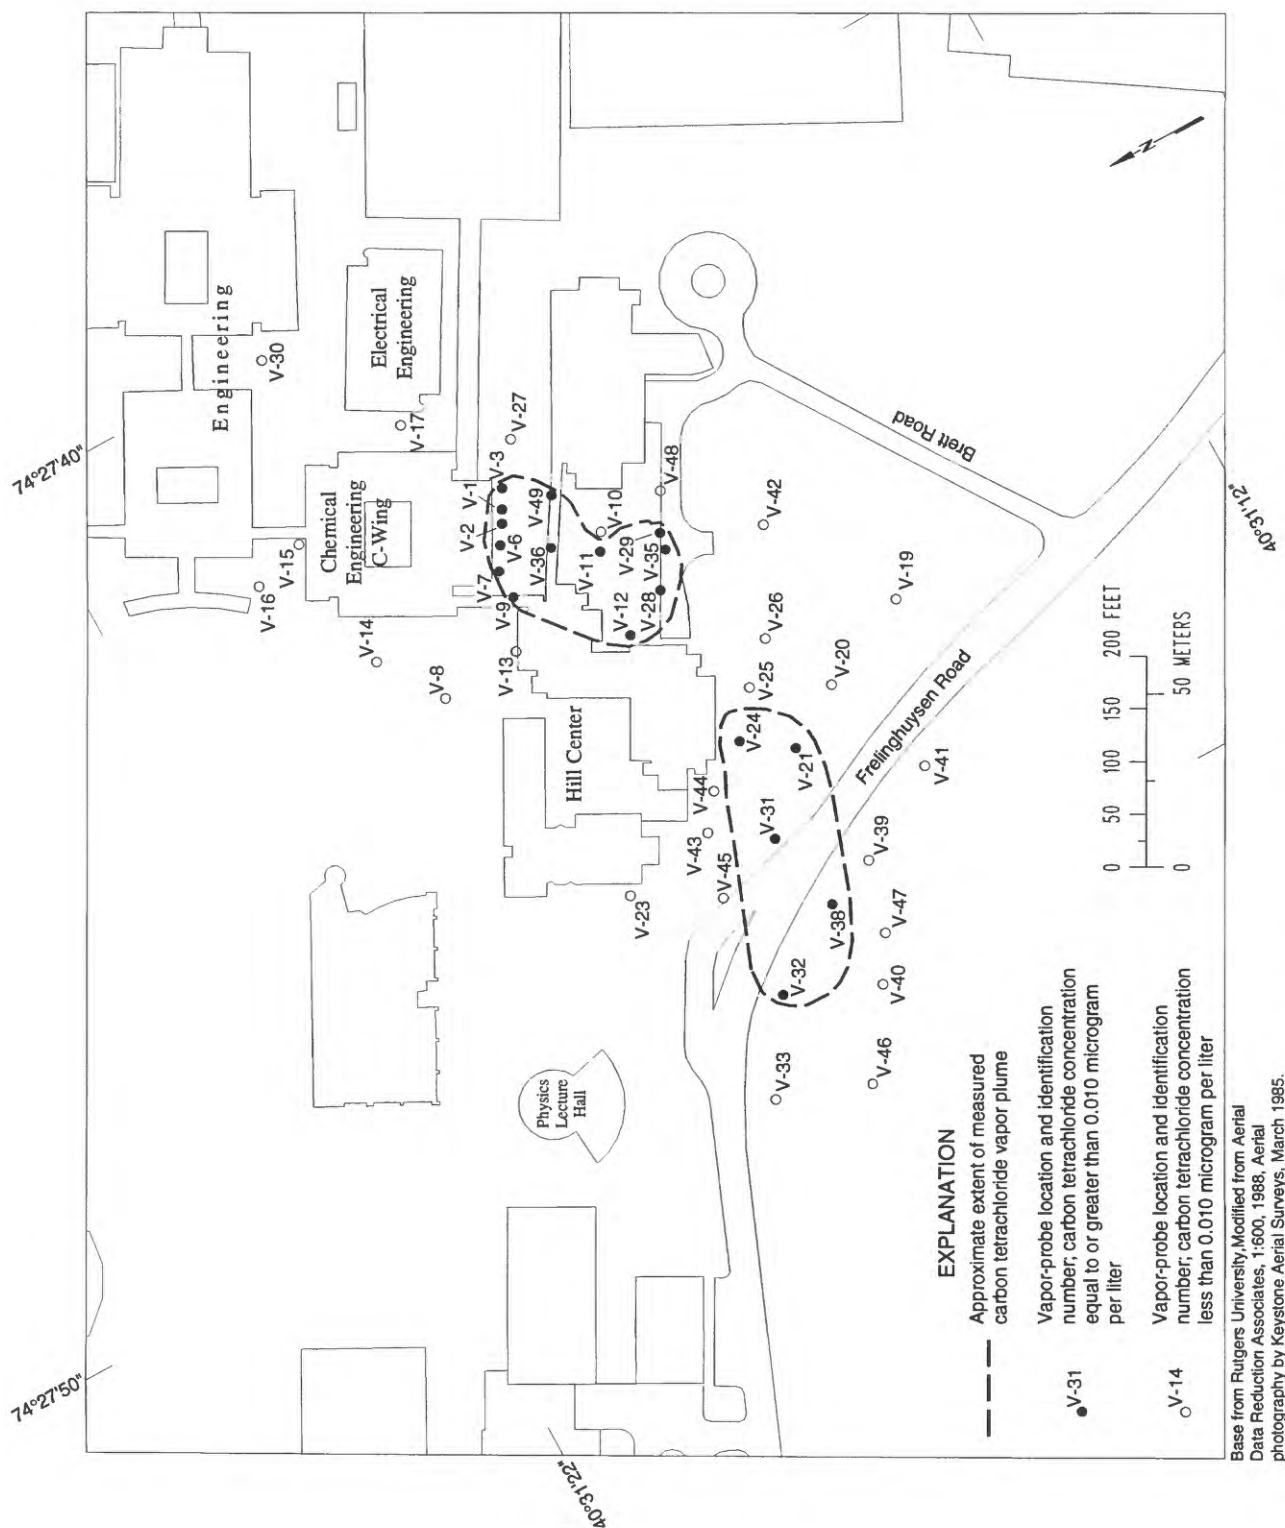 74°27'40"
74°27'50"
40°31'22"
40°31'12"
Engineering
V-30
Electrical
Engineering
V-17
Chemical
Engineering
C-Wing
V-15
V-16
V-14
V-8
V-13
V-27
V-3
V-1
V-2
V-6
V-7
V-9
V-49
V-36
V-10
V-11
V-12
V-48
V-29
V-35
V-28
V-42
V-26
V-25
V-19
V-20
V-24
V-21
V-31
V-38
V-32
V-44
V-43
V-45
V-23
V-41
V-39
V-47
V-40
V-46
V-33
Hill Center
Physics
Lecture
Hall
Brett Road
Frelinghuysen Road
N
0 50 100 150 200 FEET
0 50 METERS
EXPLANATION
Approximate extent of measured
carbon tetrachloride vapor plume
V-31
Vapor-probe location and identification
number; carbon tetrachloride concentration
equal to or greater than 0.010 microgram
per liter
V-14
Vapor-probe location and identification
number; carbon tetrachloride concentration
less than 0.010 microgram per liter
Base from Rutgers University,Modified from Aerial
Data Reduction Associates, 1:600, 1988, Aerial
photography by Keystone Aerial Surveys, March 1985.